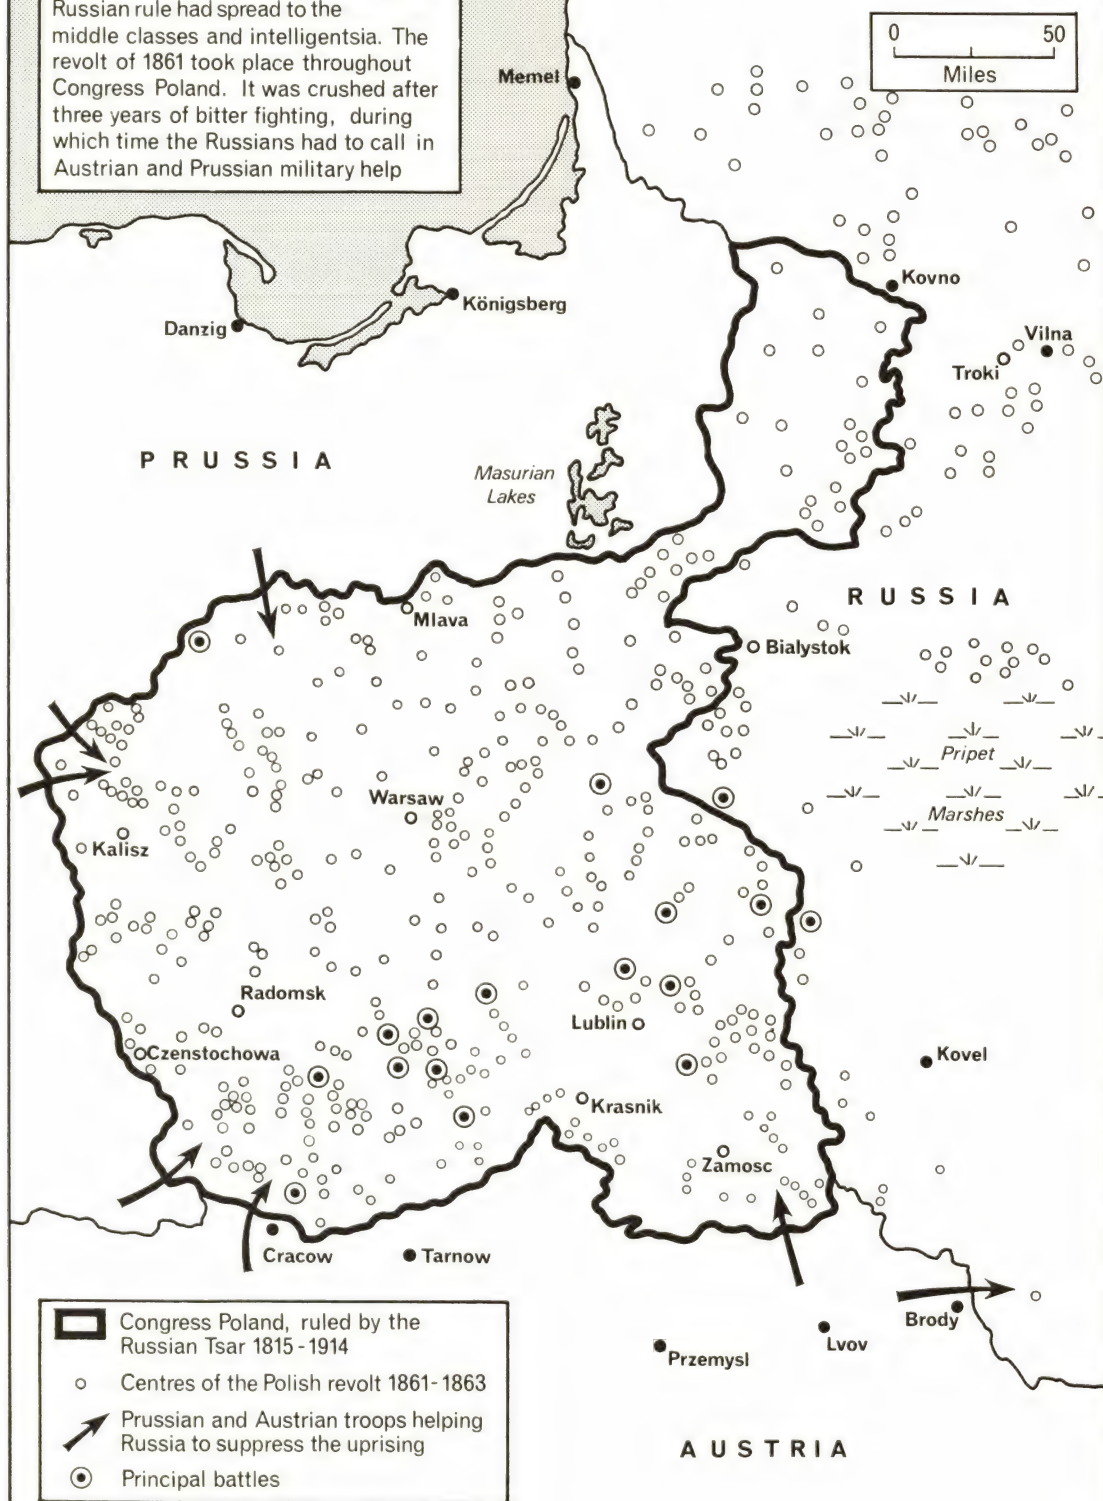 Russian rule had spread to the
middle classes and intelligentsia. The
revolt of 1861 took place throughout
Congress Poland. It was crushed after
three years of bitter fighting, during
which time the Russians had to call in
Austrian and Prussian military help
0 50
Miles
Memel
Kovno
Königsberg
Danzig
Vilna
Troki
PRUSSIA
Masurian
Lakes
RUSSIA
Mlava
Bialystok
Pripet
Warsaw
Marshes
Kalisz
Radomsk
Lublin
Czenstochowa
Kovel
Krasnik
Zamosc
Cracow
Tarnow
Brody
Lvov
Przemysl
AUSTRIA
Congress Poland, ruled by the
Russian Tsar 1815-1914
Centres of the Polish revolt 1861-1863
Prussian and Austrian troops helping
Russia to suppress the uprising
Principal battles